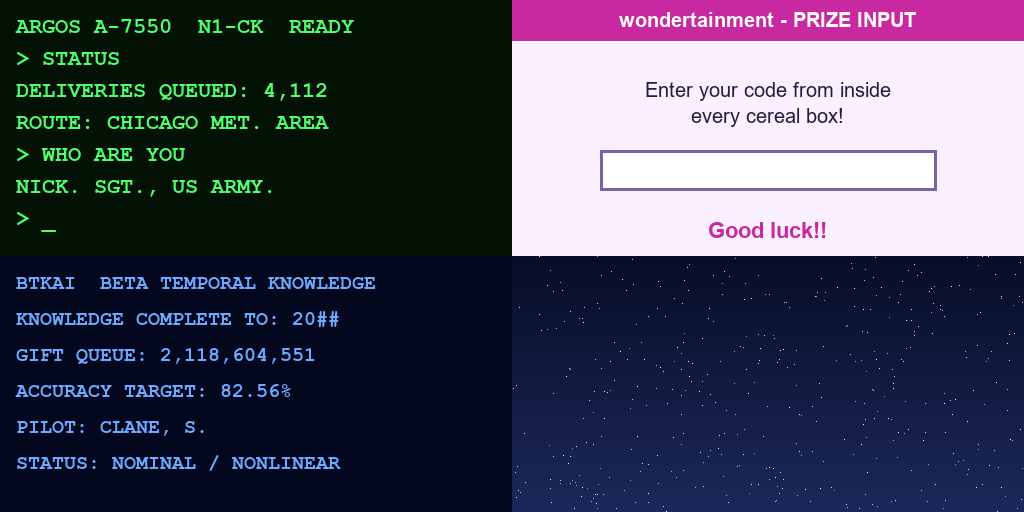 ARGOS A-7550  N1-CK  READY
> STATUS
DELIVERIES QUEUED: 4,112
ROUTE: CHICAGO MET. AREA
> WHO ARE YOU
NICK. SGT., US ARMY.
> _
wondertainment - PRIZE INPUT
Enter your code from inside
every cereal box!
Good luck!!
BTKAI  BETA TEMPORAL KNOWLEDGE
KNOWLEDGE COMPLETE TO: 20##
GIFT QUEUE: 2,118,604,551
ACCURACY TARGET: 82.56%
PILOT: CLANE, S.
STATUS: NOMINAL / NONLINEAR